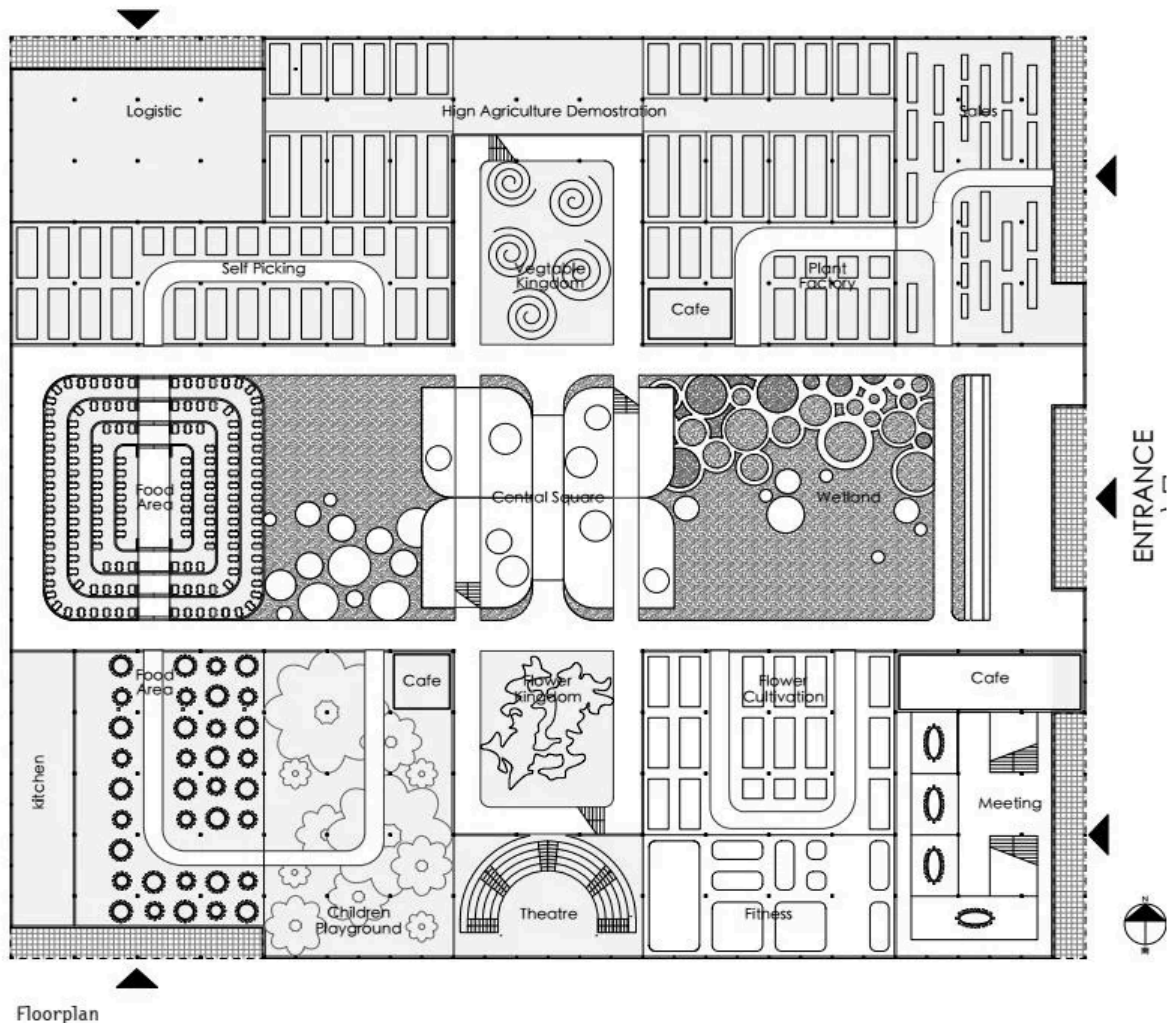 Logistic
Hign Agriculture Demostration
Sales
Self Picking
Vegtable
Kingdom
Plant
Factory
Cafe
Food
Area
Central Square
Wetland
ENTRANCE
Food
Area
Cafe
Flower
Kingdom
Flower
Cultivation
Cafe
kitchen
Meeting
Children
Playground
Theatre
Fitness
N
Floorplan